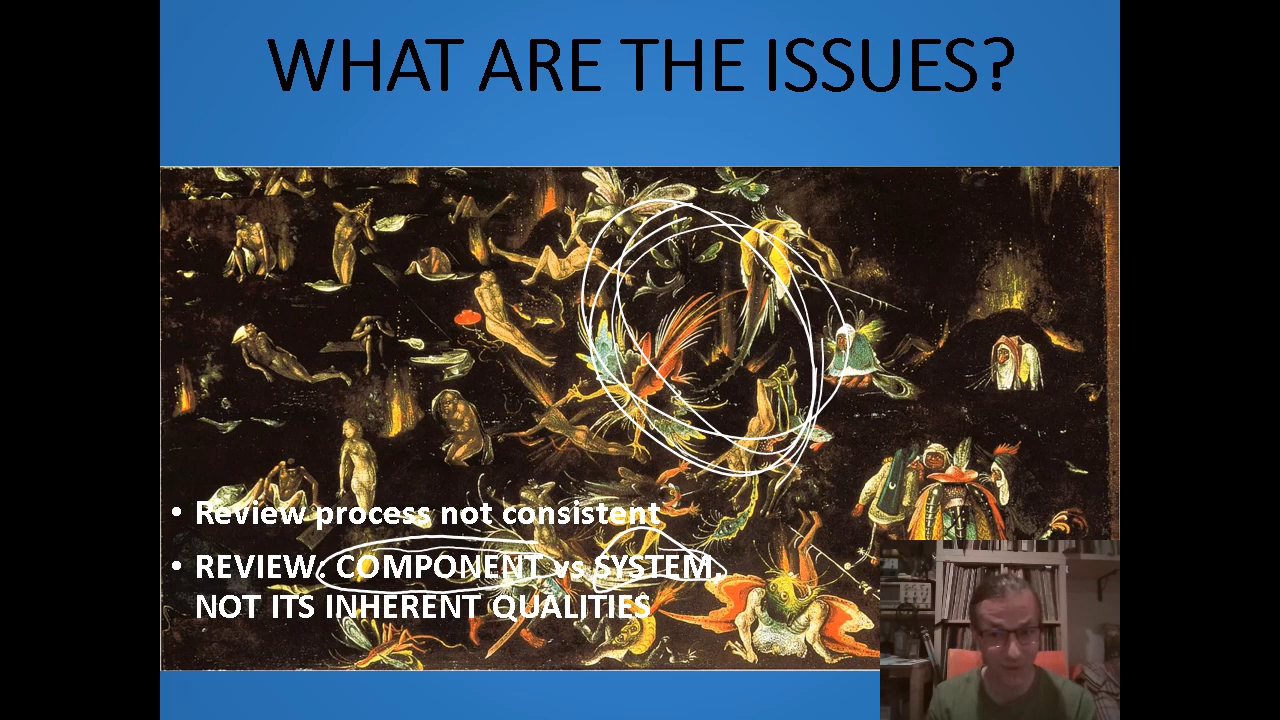 WHAT ARE THE ISSUES?
• Review process not consistent
• REVIEW: COMPONENT vs SYSTEM,
NOT ITS INHERENT QUALITIES